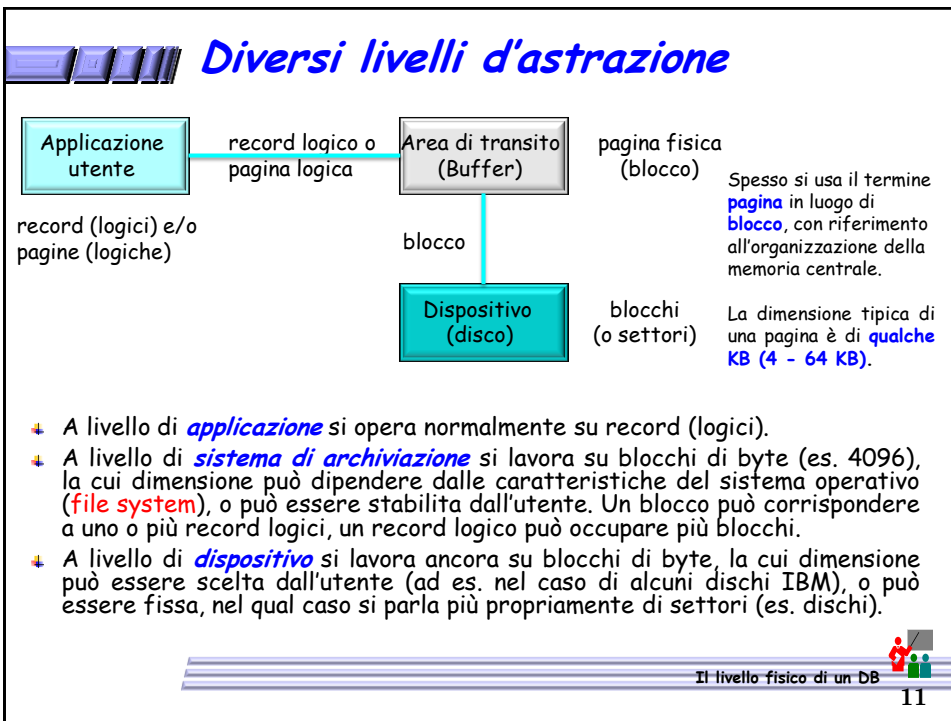 Diversi livelli d'astrazione
Applicazione
utente
record logico o
pagina logica
Area di transito
(Buffer)
pagina fisica
(blocco)
record (logici) e/o
pagine (logiche)
blocco
Dispositivo
(disco)
blocchi
(o settori)
Spesso si usa il termine
pagina in luogo di
blocco, con riferimento
all'organizzazione della
memoria centrale.
La dimensione tipica di
una pagina è di qualche
KB (4 - 64 KB).
A livello di applicazione si opera normalmente su record (logici).
A livello di sistema di archiviazione si lavora su blocchi di byte (es. 4096),
la cui dimensione può dipendere dalle caratteristiche del sistema operativo
(file system), o può essere stabilita dall'utente. Un blocco può corrispondere
a uno o più record logici, un record logico può occupare più blocchi.
A livello di dispositivo si lavora ancora su blocchi di byte, la cui dimensione
può essere scelta dall'utente (ad es. nel caso di alcuni dischi IBM), o può
essere fissa, nel qual caso si parla più propriamente di settori (es. dischi).
Il livello fisico di un DB
11